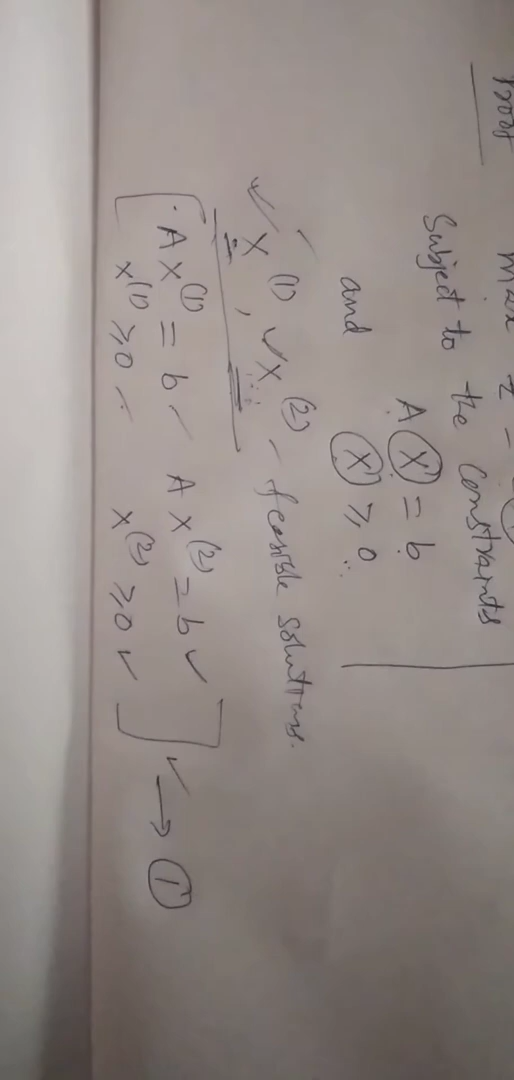 Proof Max Z =
Subject to the constraints
A X = b
and X ≥ 0
X^(1), X^(2) - feasible solutions.
[ A X^(1) = b A X^(2) = b
X^(1) ≥ 0 X^(2) ≥ 0 ] → ①